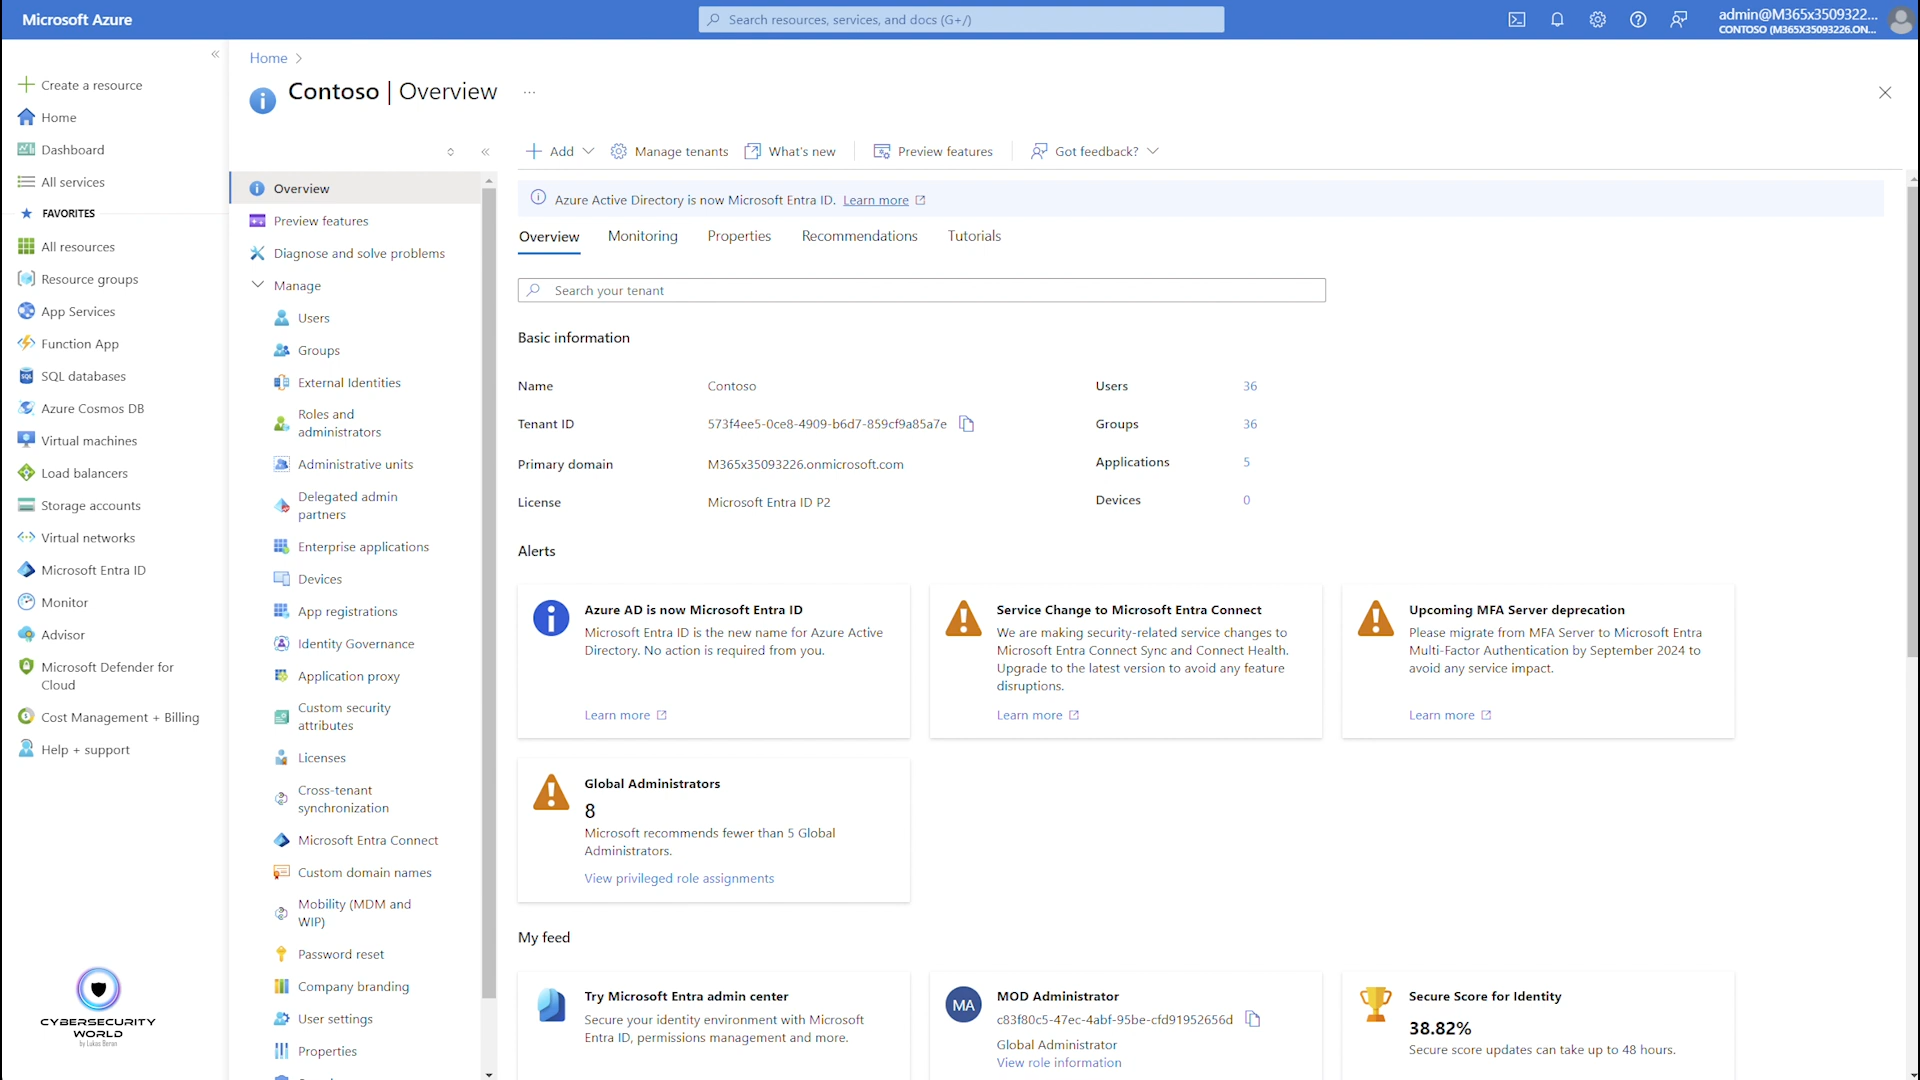 Microsoft Azure
Search resources, services, and docs (G+/)
admin@M365x3509322...
CONTOSO (M365X35093226.ON...
Create a resource
Home
Dashboard
All services
FAVORITES
All resources
Resource groups
App Services
Function App
SQL databases
Azure Cosmos DB
Virtual machines
Load balancers
Storage accounts
Virtual networks
Microsoft Entra ID
Monitor
Advisor
Microsoft Defender for
Cloud
Cost Management + Billing
Help + support
CYBERSECURITY
WORLD
by Lukas Beran
Home >
Contoso | Overview ...
Overview
Preview features
Diagnose and solve problems
Manage
Users
Groups
External Identities
Roles and
administrators
Administrative units
Delegated admin
partners
Enterprise applications
Devices
App registrations
Identity Governance
Application proxy
Custom security
attributes
Licenses
Cross-tenant
synchronization
Microsoft Entra Connect
Custom domain names
Mobility (MDM and
WIP)
Password reset
Company branding
User settings
Properties
Add
Manage tenants
What's new
Preview features
Got feedback?
Azure Active Directory is now Microsoft Entra ID. Learn more
Overview
Monitoring
Properties
Recommendations
Tutorials
Search your tenant
Basic information
Name
Contoso
Users
36
Tenant ID
573f4ee5-0ce8-4909-b6d7-859cf9a85a7e
Groups
36
Primary domain
M365x35093226.onmicrosoft.com
Applications
5
License
Microsoft Entra ID P2
Devices
0
Alerts
Azure AD is now Microsoft Entra ID
Microsoft Entra ID is the new name for Azure Active
Directory. No action is required from you.
Learn more
Service Change to Microsoft Entra Connect
We are making security-related service changes to
Microsoft Entra Connect Sync and Connect Health.
Upgrade to the latest version to avoid any feature
disruptions.
Learn more
Upcoming MFA Server deprecation
Please migrate from MFA Server to Microsoft Entra
Multi-Factor Authentication by September 2024 to
avoid any service impact.
Learn more
Global Administrators
8
Microsoft recommends fewer than 5 Global
Administrators.
View privileged role assignments
My feed
Try Microsoft Entra admin center
Secure your identity environment with Microsoft
Entra ID, permissions management and more.
MA
MOD Administrator
c83f80c5-47ec-4abf-95be-cfd91952656d
Global Administrator
View role information
Secure Score for Identity
38.82%
Secure score updates can take up to 48 hours.